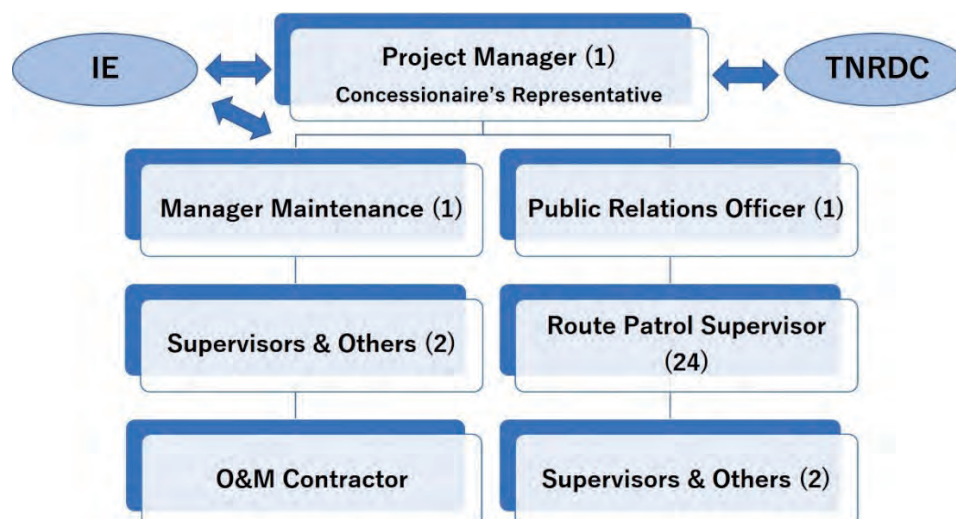 IE
Project Manager (1)
Concessionaire's Representative
TNRDC
Manager Maintenance (1)
Public Relations Officer (1)
Supervisors & Others (2)
Route Patrol Supervisor
(24)
O&M Contractor
Supervisors & Others (2)